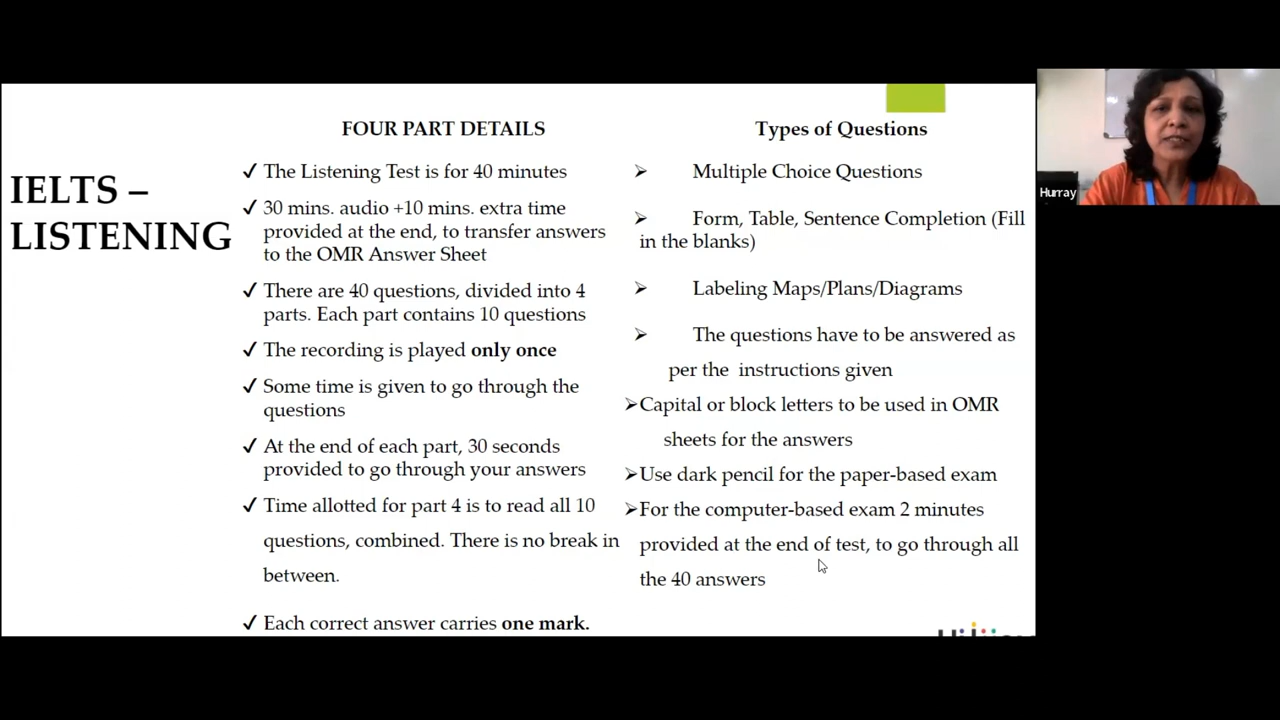 IELTS –
LISTENING
FOUR PART DETAILS
✓ The Listening Test is for 40 minutes
✓ 30 mins. audio +10 mins. extra time
provided at the end, to transfer answers
to the OMR Answer Sheet
✓ There are 40 questions, divided into 4
parts. Each part contains 10 questions
✓ The recording is played only once
✓ Some time is given to go through the
questions
✓ At the end of each part, 30 seconds
provided to go through your answers
✓ Time allotted for part 4 is to read all 10
questions, combined. There is no break in
between.
✓ Each correct answer carries one mark.
Types of Questions
➢ Multiple Choice Questions
➢ Form, Table, Sentence Completion (Fill
in the blanks)
➢ Labeling Maps/Plans/Diagrams
➢ The questions have to be answered as
per the instructions given
➢Capital or block letters to be used in OMR
sheets for the answers
➢Use dark pencil for the paper-based exam
➢For the computer-based exam 2 minutes
provided at the end of test, to go through all
the 40 answers
Hurray